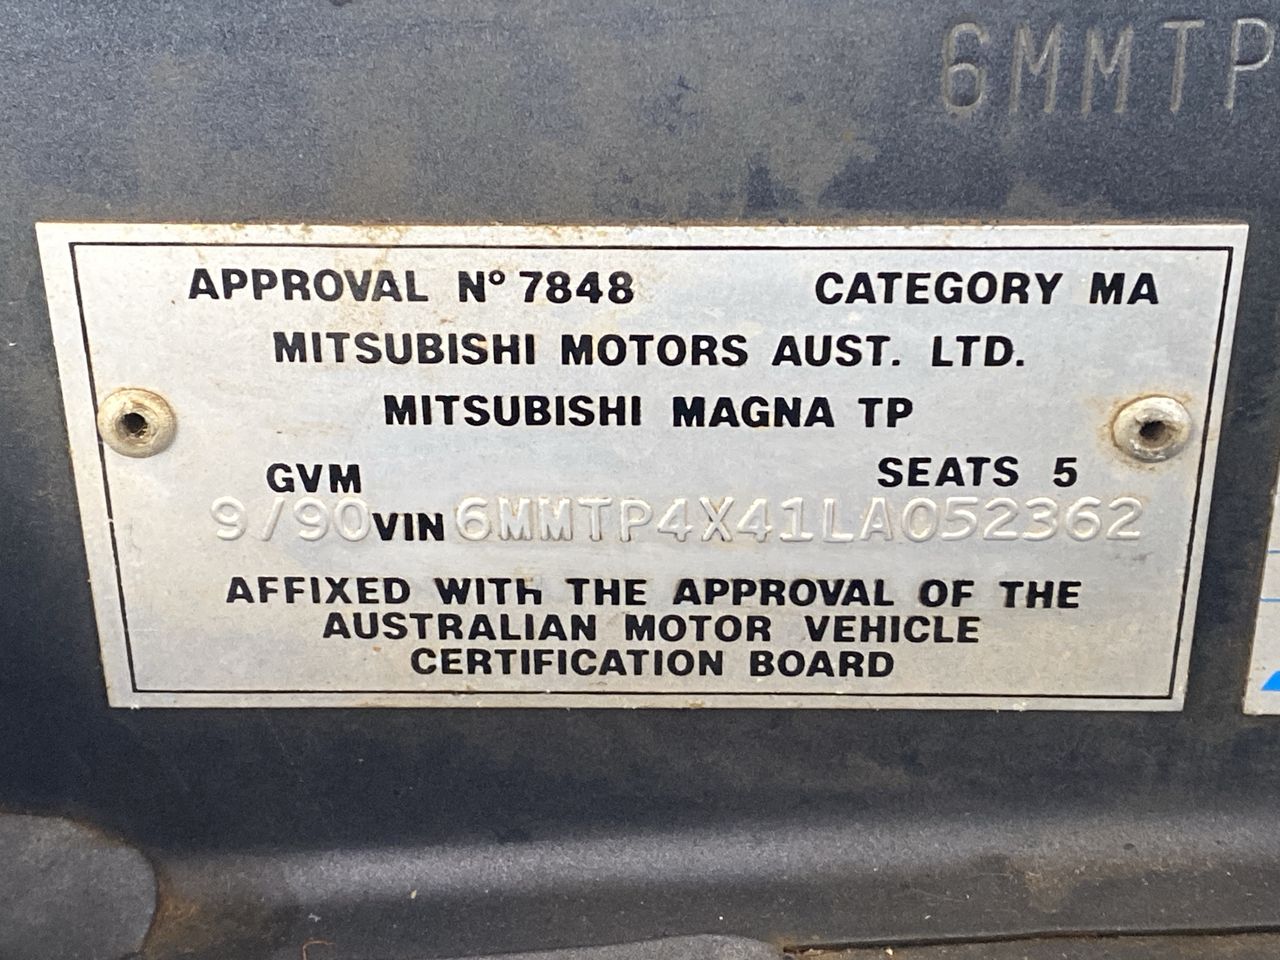 6MMTP
APPROVAL Nº 7848 CATEGORY MA
MITSUBISHI MOTORS AUST. LTD.
MITSUBISHI MAGNA TP
GVM SEATS 5
9/90 VIN 6MMTP4X41LA052362
AFFIXED WITH THE APPROVAL OF THE
AUSTRALIAN MOTOR VEHICLE
CERTIFICATION BOARD